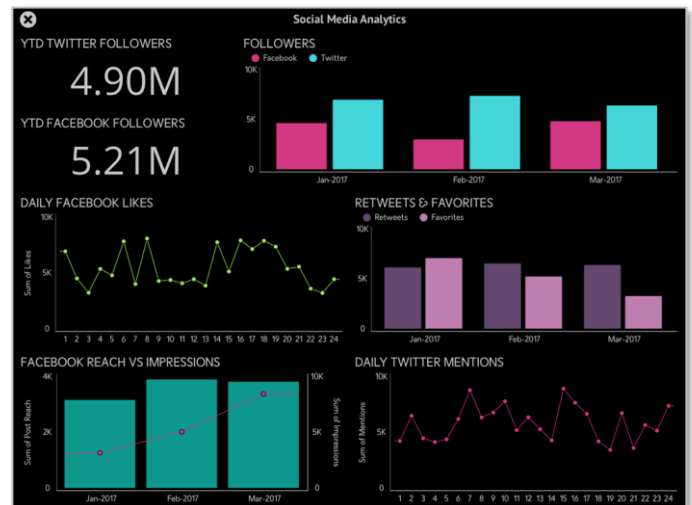 Social Media Analytics
YTD TWITTER FOLLOWERS
4.90M
YTD FACEBOOK FOLLOWERS
5.21M
FOLLOWERS
Facebook Twitter
10K
5K
0
Jan-2017 Feb-2017 Mar-2017
DAILY FACEBOOK LIKES
Sum of Likes
10K
5K
0
1 2 3 4 5 6 7 8 9 10 11 12 13 14 15 16 17 18 19 20 21 22 23 24
RETWEETS & FAVORITES
Retweets Favorites
10K
5K
0
Jan-2017 Feb-2017 Mar-2017
FACEBOOK REACH VS IMPRESSIONS
Sum of Post Reach
4K
2K
0
10K
5K
0
Sum of Impressions
Jan-2017 Feb-2017 Mar-2017
DAILY TWITTER MENTIONS
Sum of Mentions
10K
5K
0
1 2 3 4 5 6 7 8 9 10 11 12 13 14 15 16 17 18 19 20 21 22 23 24